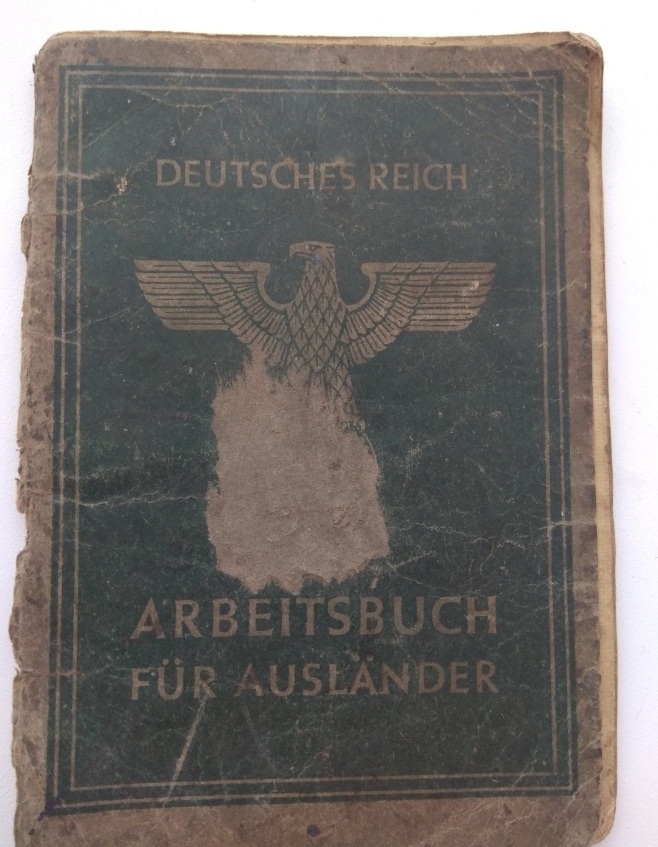 DEUTSCHES REICH
ARBEITSBUCH
FÜR AUSLÄNDER